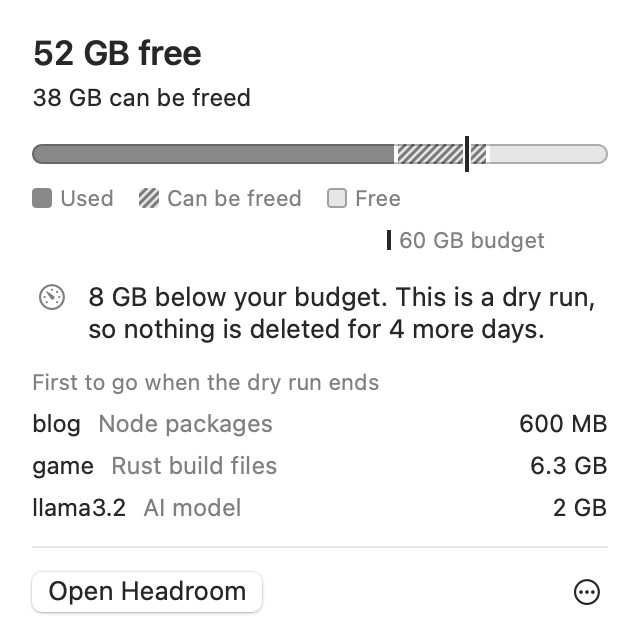 52 GB free
38 GB can be freed
Used Can be freed Free
60 GB budget
8 GB below your budget. This is a dry run,
so nothing is deleted for 4 more days.
First to go when the dry run ends
blog Node packages 600 MB
game Rust build files 6.3 GB
llama3.2 AI model 2 GB
Open Headroom